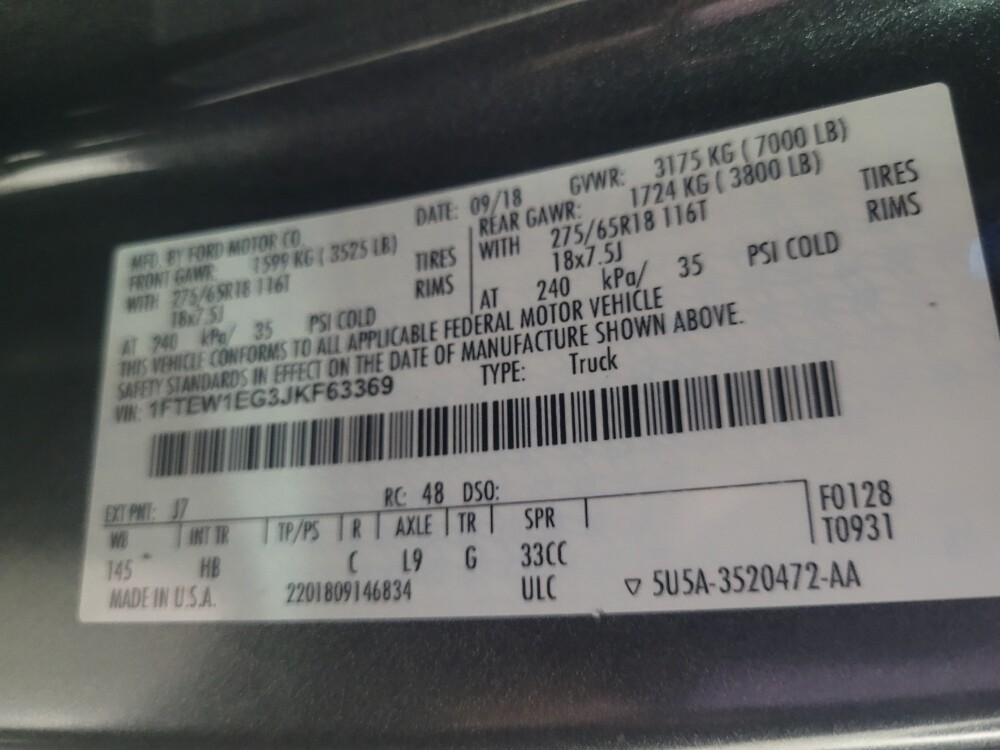 MFD. BY FORD MOTOR CO. DATE: 09/18 GVWR: 3175 KG ( 7000 LB)
FRONT GAWR: 1599 KG ( 3525 LB) REAR GAWR: 1724 KG ( 3800 LB)
WITH 275/65R18 116T TIRES WITH 275/65R18 116T TIRES
18x7.5J RIMS 18x7.5J RIMS
AT 240 kPa/ 35 PSI COLD AT 240 kPa/ 35 PSI COLD
THIS VEHICLE CONFORMS TO ALL APPLICABLE FEDERAL MOTOR VEHICLE
SAFETY STANDARDS IN EFFECT ON THE DATE OF MANUFACTURE SHOWN ABOVE.
VIN: 1FTEW1EG3JKF63369 TYPE: Truck
EXT PNT: J7 RC: 48 DSO: F0128
WB INT TR TP/PS R AXLE TR SPR T0931
145 HB C L9 G 33CC
MADE IN U.S.A. 2201809146834 ULC ▽ 5U5A-3520472-AA